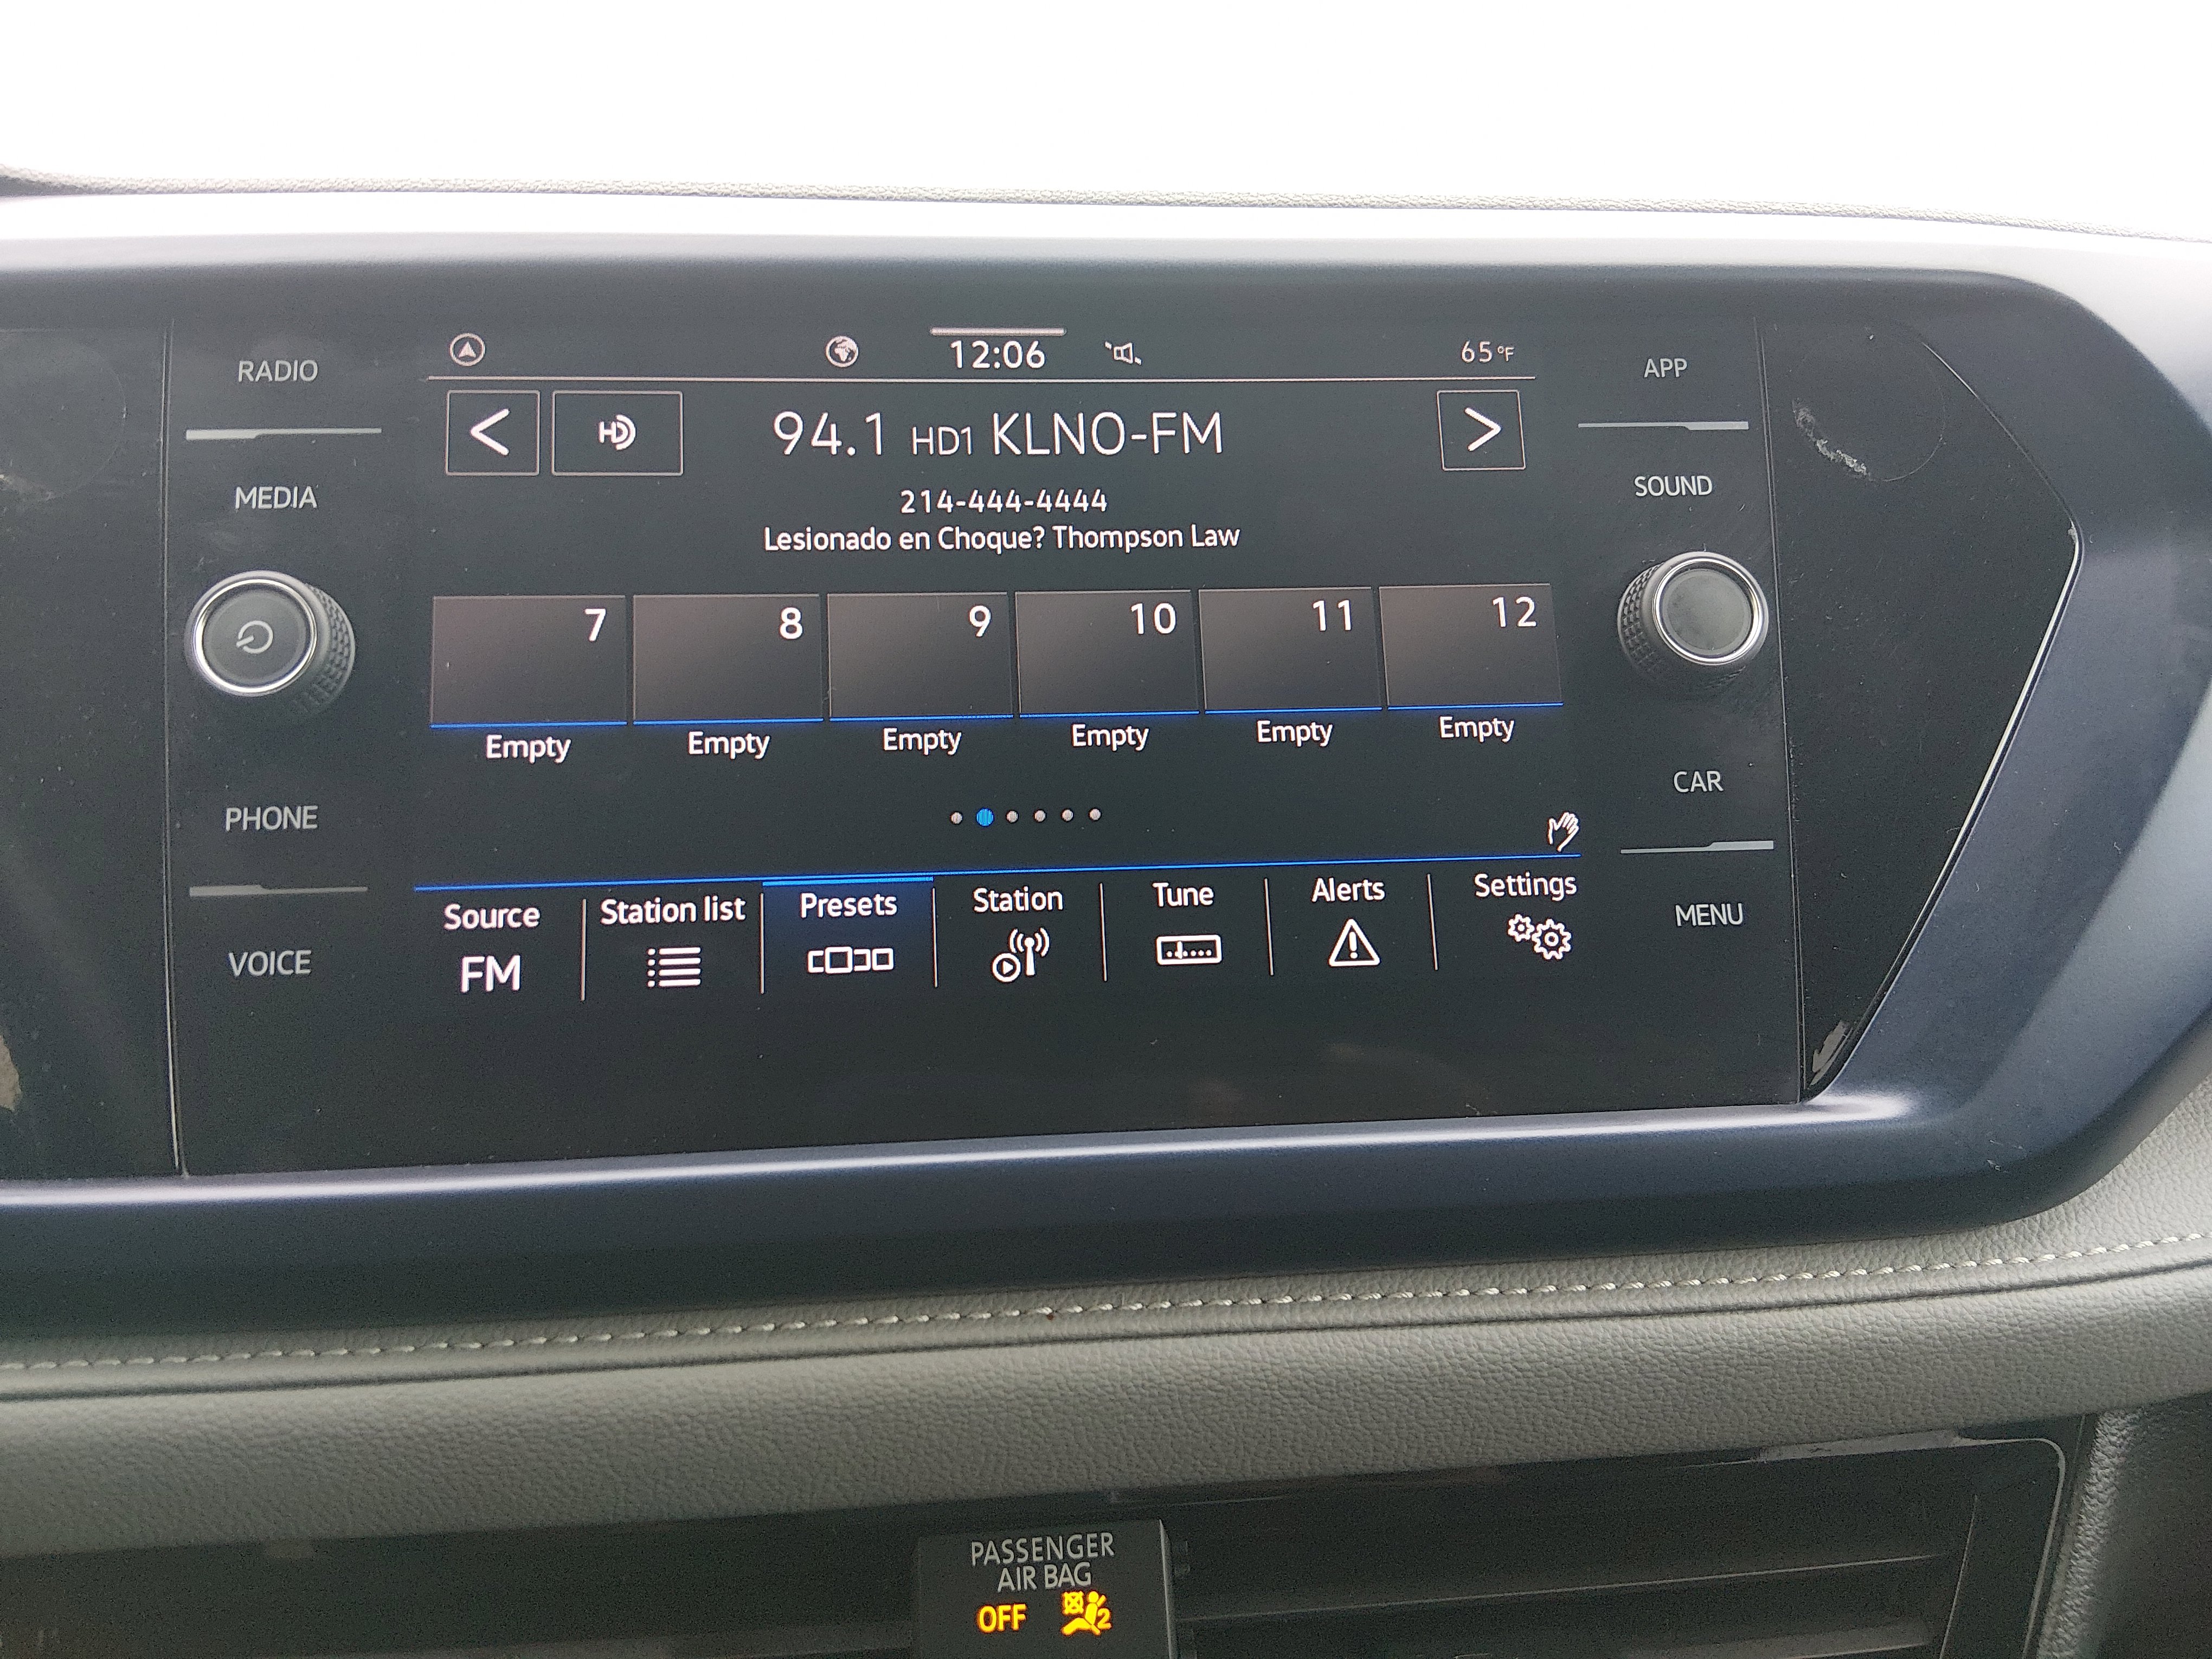 RADIO
MEDIA
PHONE
VOICE
12:06
65°F
HD
94.1 HD1 KLNO-FM
214-444-4444
Lesionado en Choque? Thompson Law
7 8 9 10 11 12
Empty Empty Empty Empty Empty Empty
Source Station list Presets Station Tune Alerts Settings
FM
APP
SOUND
CAR
MENU
PASSENGER
AIR BAG
OFF 2